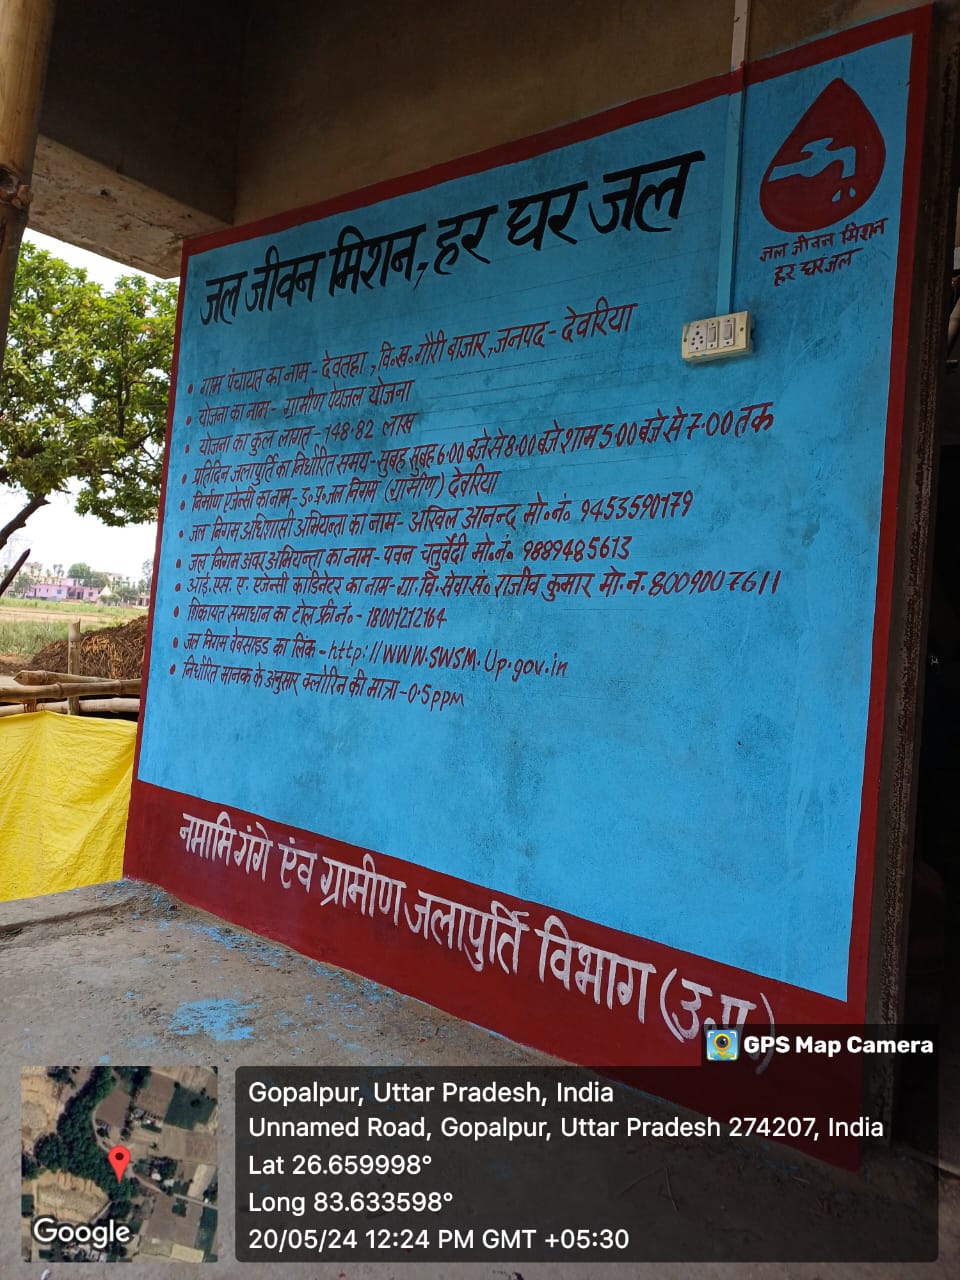 जल जीवन मिशन, हर घर जल
जल जीवन मिशन
हर घर जल
• ग्राम पंचायत का नाम - देवतहा, वि.ख. गौरी बाजार, जनपद - देवरिया
• योजना का नाम - ग्रामीण पेयजल योजना
• योजना का कुल लागत - 148.82 लाख
• प्रतिदिन जलापुर्ति का निर्धारित समय - सुबह सुबह 6:00 बजे से 8:00 बजे शाम 5:00 बजे से 7:00 तक
• निर्माण एजेन्सी का नाम - उ.प्र. जल निगम (ग्रामीण) देवरिया
• जल निगम अधिशासी अभियन्ता का नाम - अखिल आनन्द मो.नं. 9453590179
• जल निगम अवर अभियन्ता का नाम - पवन चतुर्वेदी मो.नं. 9889485613
• आई.एस.ए. एजेन्सी कार्डिनेटर का नाम - ग्रा.वि. सेवा सं. राजीव कुमार मो.न. 8009007611
• शिकायत समाधान का टोल फ्री नं. - 18001212164
• जल निगम वेबसाइड का लिंक - http://www.swsm.up.gov.in
• निर्धारित मानक के अनुसार क्लोरिन की मात्रा - 0.5ppm
नमामि गंगे एंव ग्रामीण जलापुर्ति विभाग (उ.प्र.)
GPS Map Camera
Gopalpur, Uttar Pradesh, India
Unnamed Road, Gopalpur, Uttar Pradesh 274207, India
Lat 26.659998°
Long 83.633598°
20/05/24 12:24 PM GMT +05:30
Google